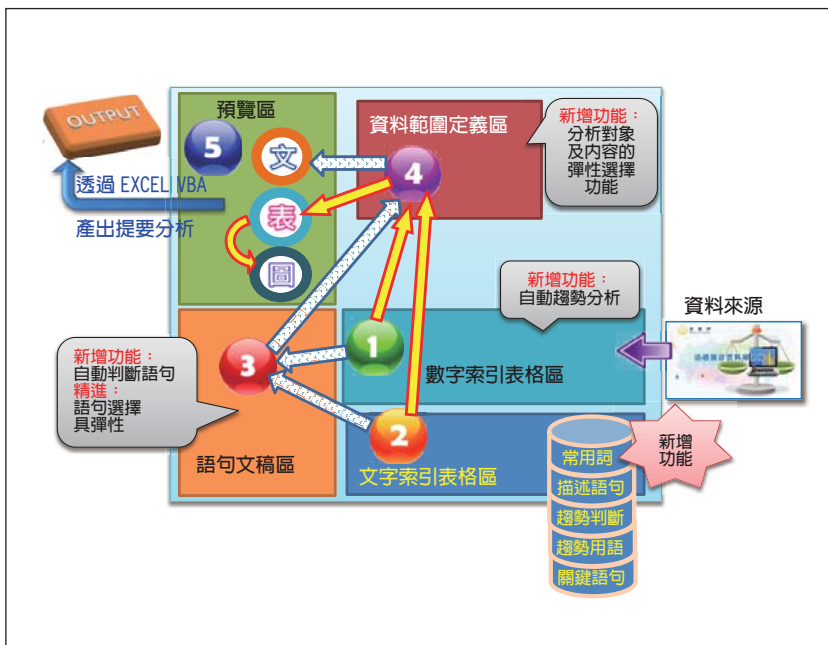 OUTPUT
透過 EXCEL VBA
產出提要分析
預覽區
5
文
表
圖
資料範圍定義區
4
新增功能：
分析對象
及內容的
彈性選擇
功能
新增功能：
自動趨勢分析
資料來源
1
數字索引表格區
3
語句文稿區
新增功能：
自動判斷語句
精進：
語句選擇
具彈性
2
文字索引表格區
新增
功能
常用詞
描述語句
趨勢判斷
趨勢用語
關鍵語句